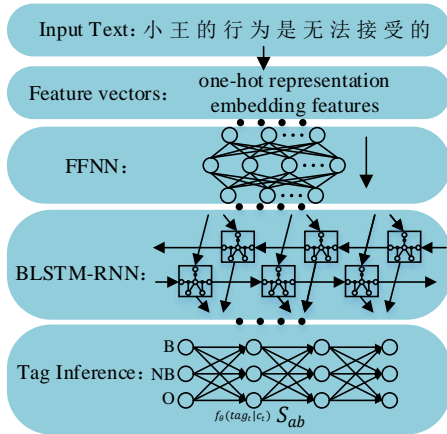 Input Text: 小王的行为是无法接受的
Feature vectors: one-hot representation
embedding features
FFNN:
BLSTM-RNN:
Tag Inference:
B
NB
O
fθ(tagt|ct) Sab